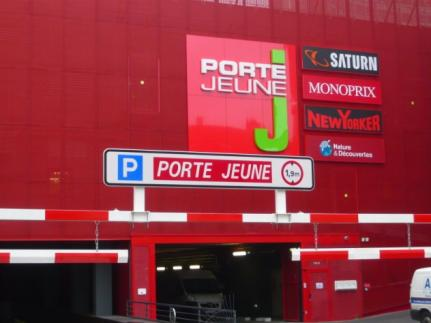 PORTE
JEUNE
J
SATURN
MONOPRIX
NEWYORKER
Nature
& Découvertes
P PORTE JEUNE 1,9m